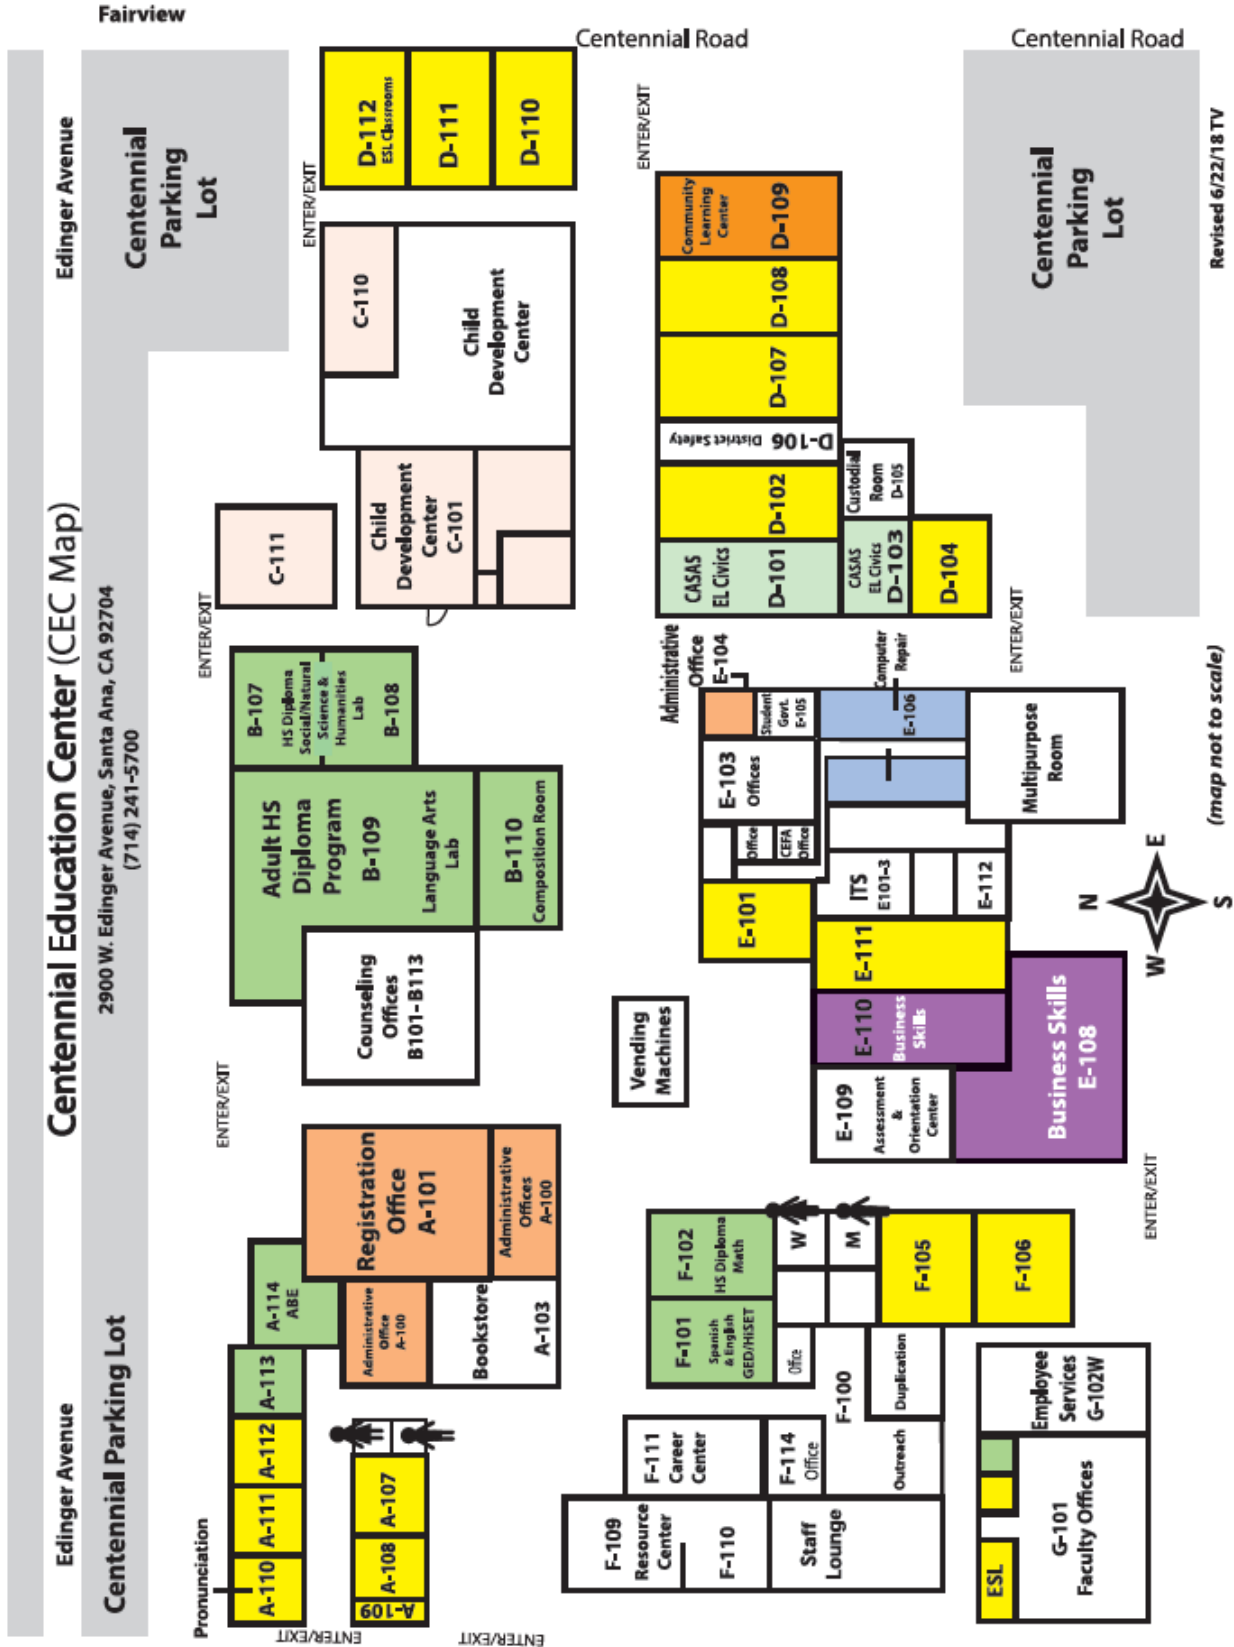 Fairview
Edinger Avenue
Edinger Avenue
Centennial Education Center (CEC Map)
2900 W. Edinger Avenue, Santa Ana, CA 92704
(714) 241-5700
Centennial Parking Lot
Centennial
Parking
Lot
Pronunciation
A-110
A-111
A-112
A-113
A-114
ABE
ENTER/EXIT
ENTER/EXIT
ENTER/EXIT
ENTER/EXIT
ENTER/EXIT
A-109
A-108
A-107
Administrative
Office
A-100
Registration
Office
A-101
Administrative
Offices
A-100
Bookstore
A-103
Counseling
Offices
B101-B113
Adult HS
Diploma
Program
B-109
Language Arts
Lab
B-110
Composition Room
B-107
HS Diploma
Social/Natural
Science &
Humanities
Lab
B-108
C-111
Child
Development
Center
C-101
C-110
Child
Development
Center
D-112
ESL Classrooms
D-111
D-110
Centennial Road
Centennial Road
ENTER/EXIT
F-109
Resource
Center
F-110
Staff
Lounge
F-111
Career
Center
F-114
Office
Outreach
F-100
Duplication
Office
F-101
Spanish
& English
GED/HiSET
F-102
HS Diploma
Math
W
M
F-105
F-106
Vending
Machines
E-109
Assessment
&
Orientation
Center
E-110
Business
Skills
E-111
E-101
Business Skills
E-108
ITS
E101-3
E-112
Office
CEFA
Office
E-103
Offices
Administrative
Office
E-104
Student
Govt.
E-105
E-106
Computer
Repair
Multipurpose
Room
CASAS
EL Civics
D-101
D-102
D-106 District Safety
D-107
D-108
Community
Learning
Center
D-109
CASAS
EL Civics
D-103
Custodial
Room
D-105
D-104
ENTER/EXIT
ENTER/EXIT
Centennial
Parking
Lot
ESL
G-101
Faculty Offices
Employee
Services
G-102W
N
W
E
S
(map not to scale)
Revised 6/22/18 TV